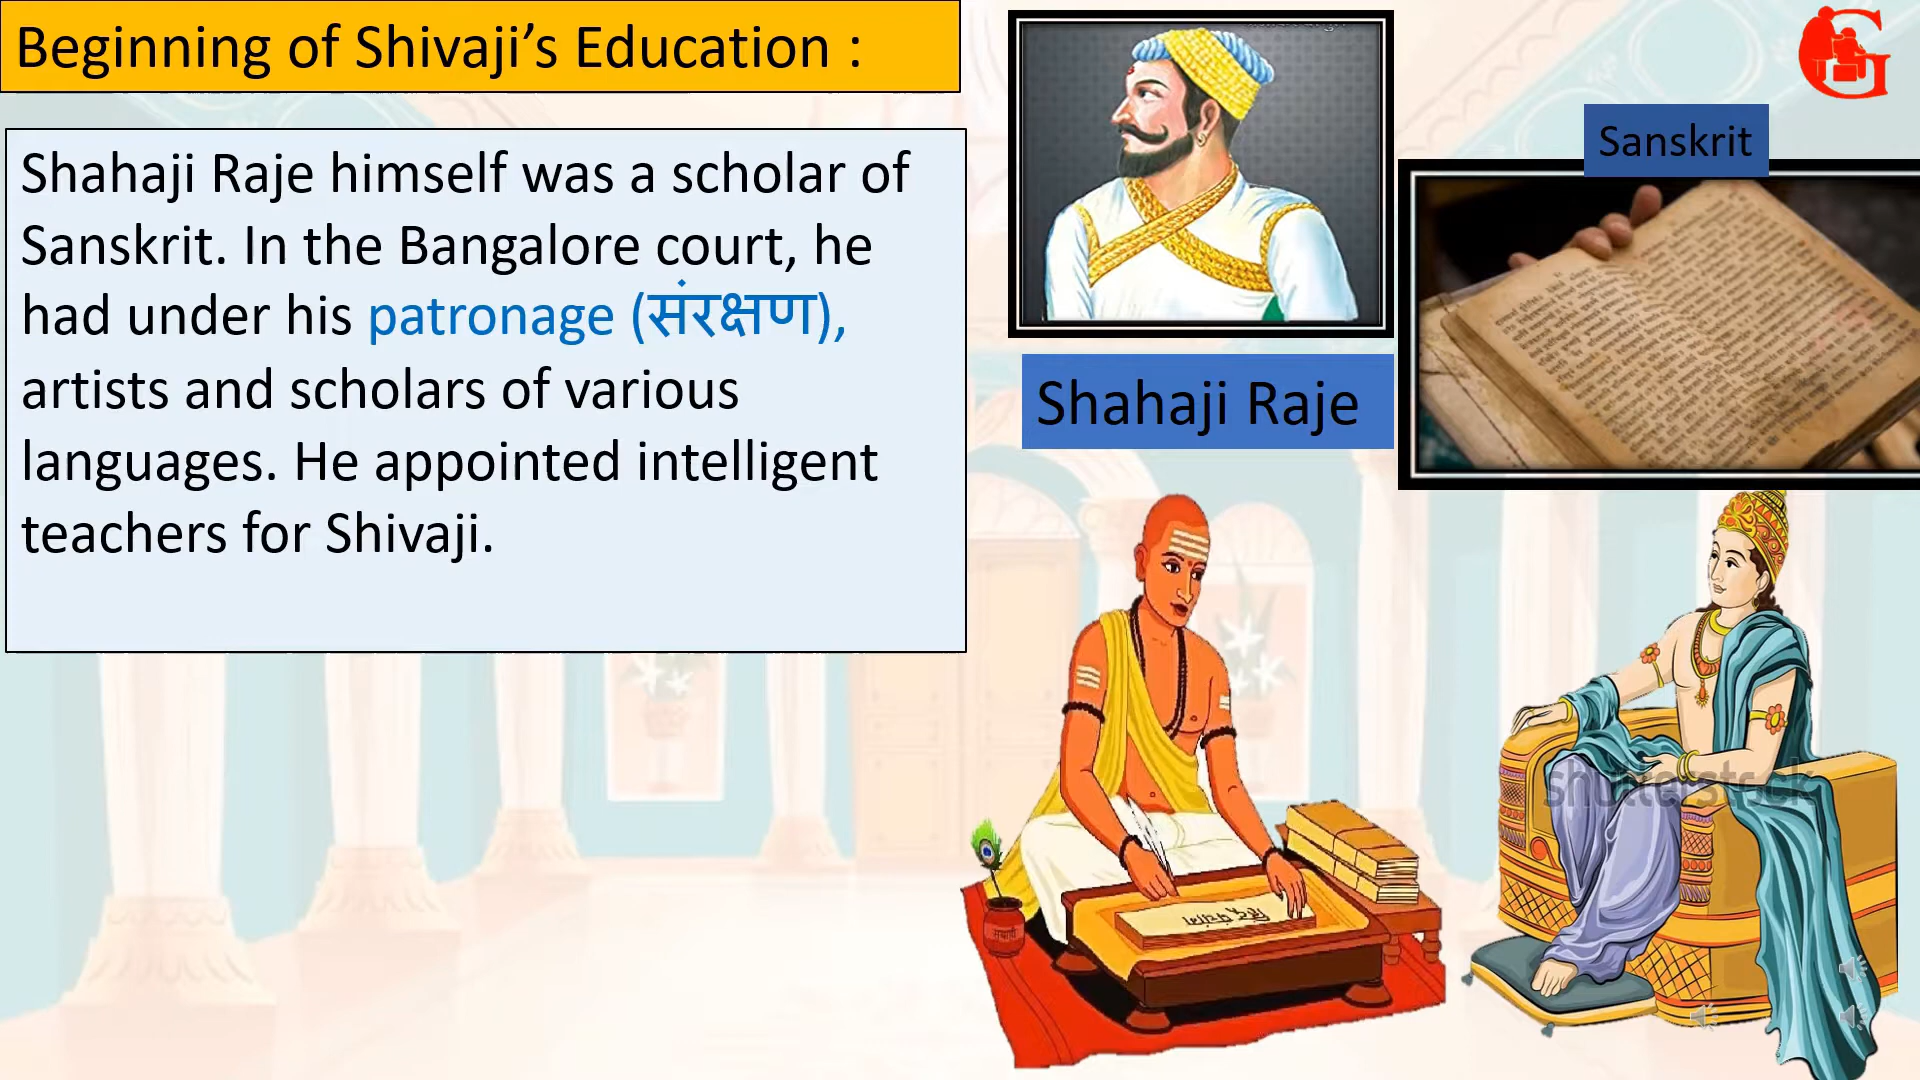 Beginning of Shivaji’s Education :
Shahaji Raje himself was a scholar of
Sanskrit. In the Bangalore court, he
had under his patronage (संरक्षण),
artists and scholars of various
languages. He appointed intelligent
teachers for Shivaji.
Shahaji Raje
Sanskrit
shutterstock